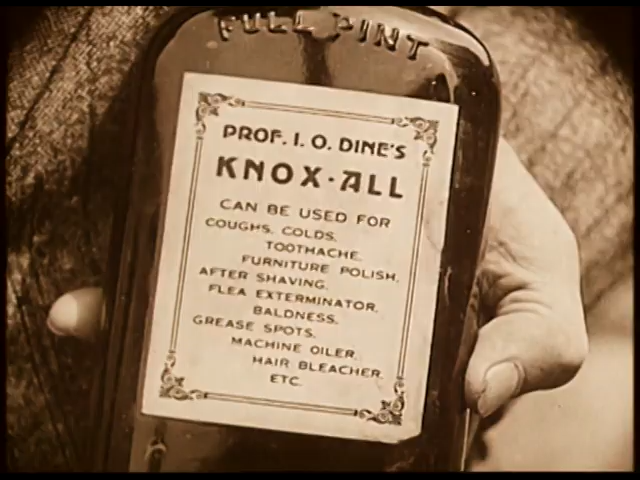 FULL PINT
PROF. I. O. DINE'S
KNOX-ALL
CAN BE USED FOR
COUGHS, COLDS,
TOOTHACHE,
FURNITURE POLISH,
AFTER SHAVING,
FLEA EXTERMINATOR,
BALDNESS,
GREASE SPOTS,
MACHINE OILER,
HAIR BLEACHER,
ETC.